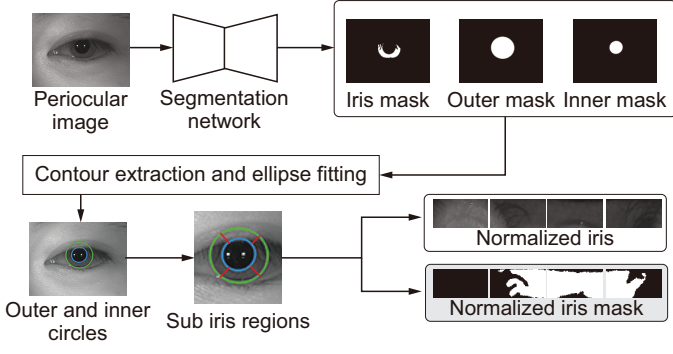 Periocular
image
Segmentation
network
Iris mask
Outer mask
Inner mask
Contour extraction and ellipse fitting
Outer and inner
circles
Sub iris regions
Normalized iris
Normalized iris mask